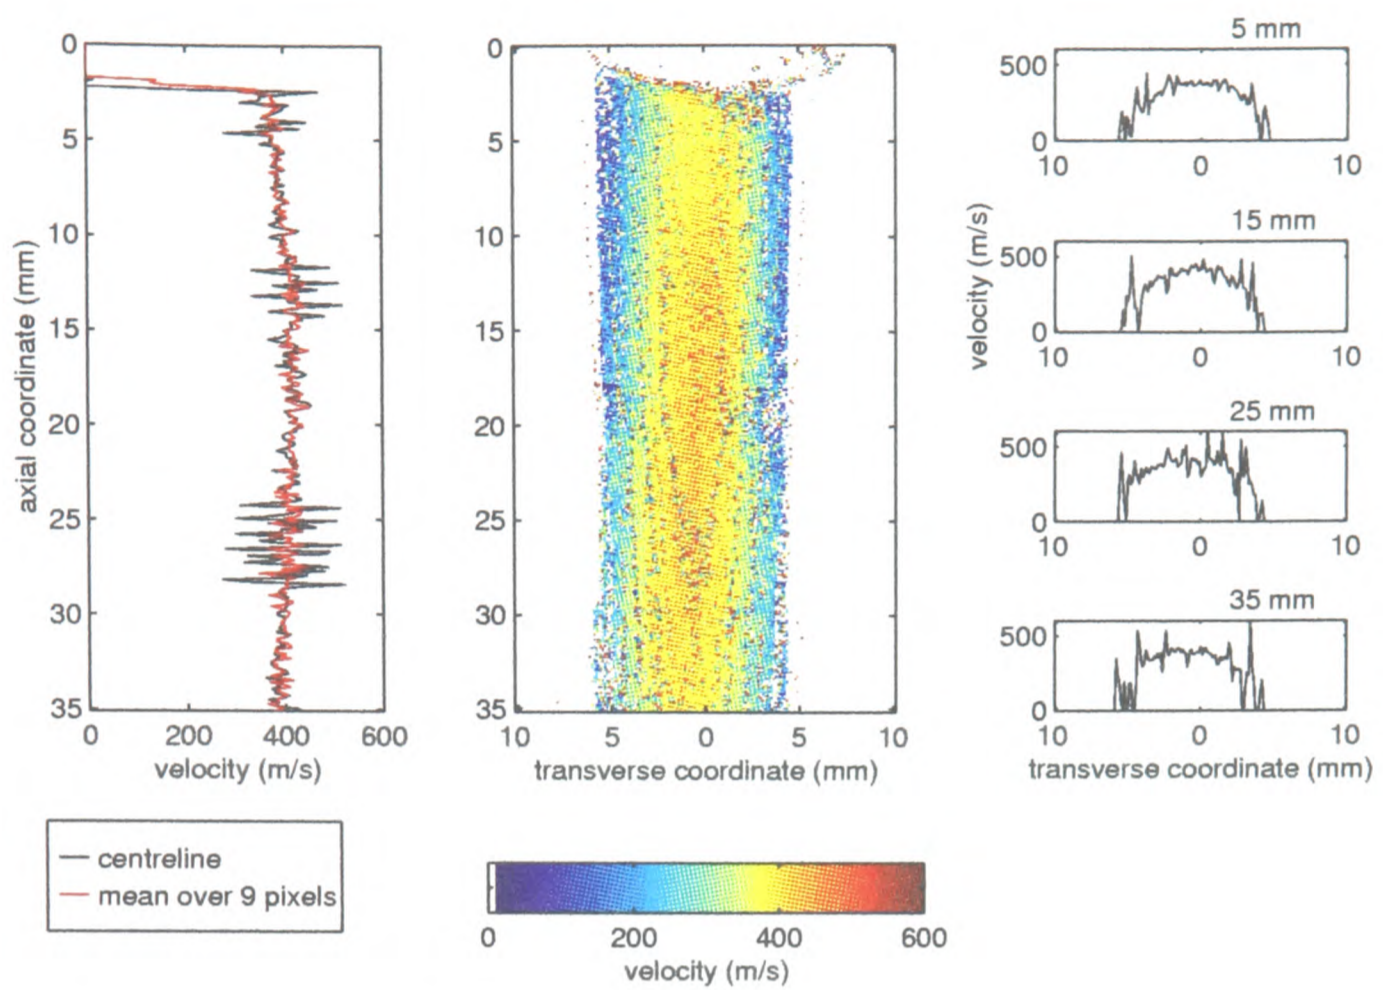 0
5
10
15
20
25
30
35
axial coordinate (mm)
0 200 400 600
velocity (m/s)
centreline
mean over 9 pixels
0
5
10
15
20
25
30
35
10 5 0 5 10
transverse coordinate (mm)
0 200 400 600
velocity (m/s)
velocity (m/s)
5 mm
500
0
10 0 10
15 mm
500
0
10 0 10
25 mm
500
0
10 0 10
35 mm
500
0
10 0 10
transverse coordinate (mm)